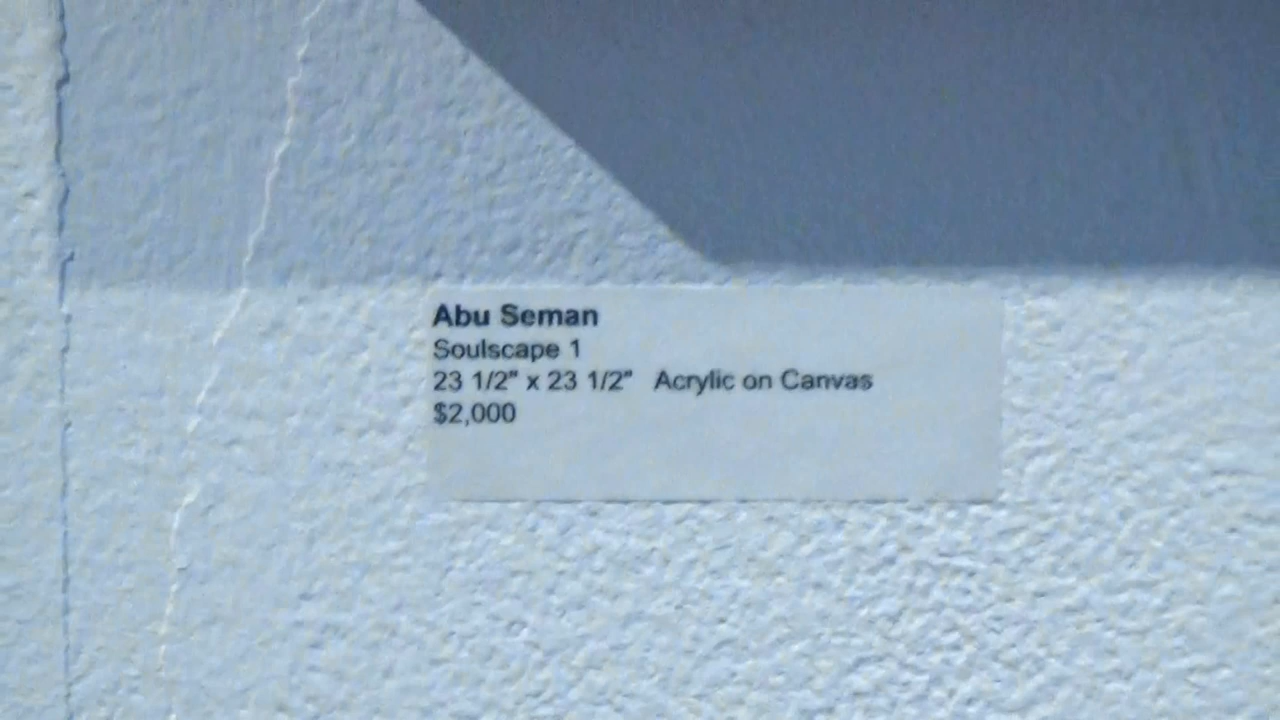 Abu Seman
Soulscape 1
23 1/2" x 23 1/2" Acrylic on Canvas
$2,000